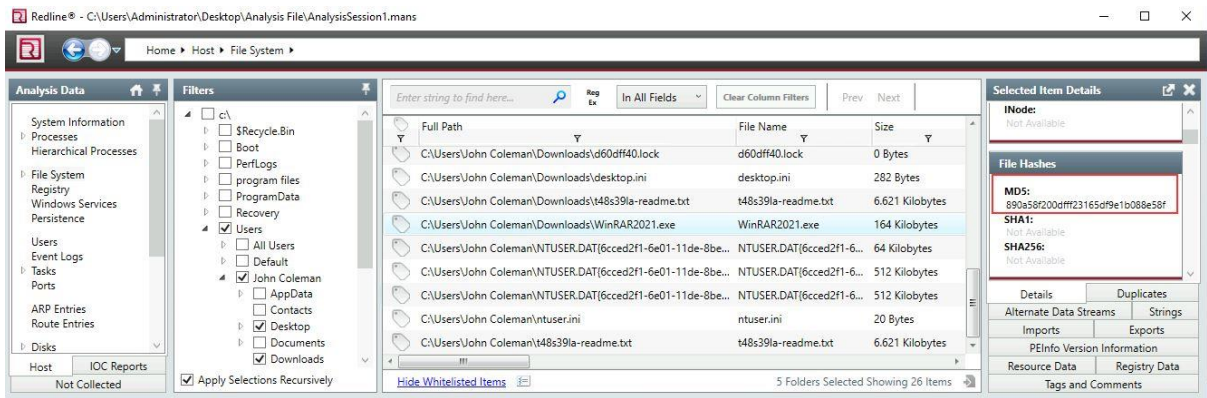 Redline® - C:\Users\Administrator\Desktop\Analysis File\AnalysisSession1.mans
Home ▸ Host ▸ File System ▸
Analysis Data
System Information
Processes
Hierarchical Processes
File System
Registry
Windows Services
Persistence
Users
Event Logs
Tasks
Ports
ARP Entries
Route Entries
Disks
Host
IOC Reports
Not Collected
Filters
c:\
$Recycle.Bin
Boot
PerfLogs
program files
ProgramData
Recovery
Users
All Users
Default
John Coleman
AppData
Contacts
Desktop
Documents
Downloads
Apply Selections Recursively
Enter string to find here...
Reg
Ex
In All Fields
Clear Column Filters
Prev Next
Full Path File Name Size
C:\Users\John Coleman\Downloads\d60dff40.lock d60dff40.lock 0 Bytes
C:\Users\John Coleman\Downloads\desktop.ini desktop.ini 282 Bytes
C:\Users\John Coleman\Downloads\t48s39la-readme.txt t48s39la-readme.txt 6.621 Kilobytes
C:\Users\John Coleman\Downloads\WinRAR2021.exe WinRAR2021.exe 164 Kilobytes
C:\Users\John Coleman\NTUSER.DAT{6cced2f1-6e01-11de-8be... NTUSER.DAT{6cced2f1-6... 64 Kilobytes
C:\Users\John Coleman\NTUSER.DAT{6cced2f1-6e01-11de-8be... NTUSER.DAT{6cced2f1-6... 512 Kilobytes
C:\Users\John Coleman\NTUSER.DAT{6cced2f1-6e01-11de-8be... NTUSER.DAT{6cced2f1-6... 512 Kilobytes
C:\Users\John Coleman\ntuser.ini ntuser.ini 20 Bytes
C:\Users\John Coleman\t48s39la-readme.txt t48s39la-readme.txt 6.621 Kilobytes
Hide Whitelisted Items
5 Folders Selected Showing 26 Items
Selected Item Details
INode:
Not Available
File Hashes
MD5:
890a58f200dfff23165df9e1b088e58f
SHA1:
Not Available
SHA256:
Not Available
Details Duplicates
Alternate Data Streams Strings
Imports Exports
PEInfo Version Information
Resource Data Registry Data
Tags and Comments